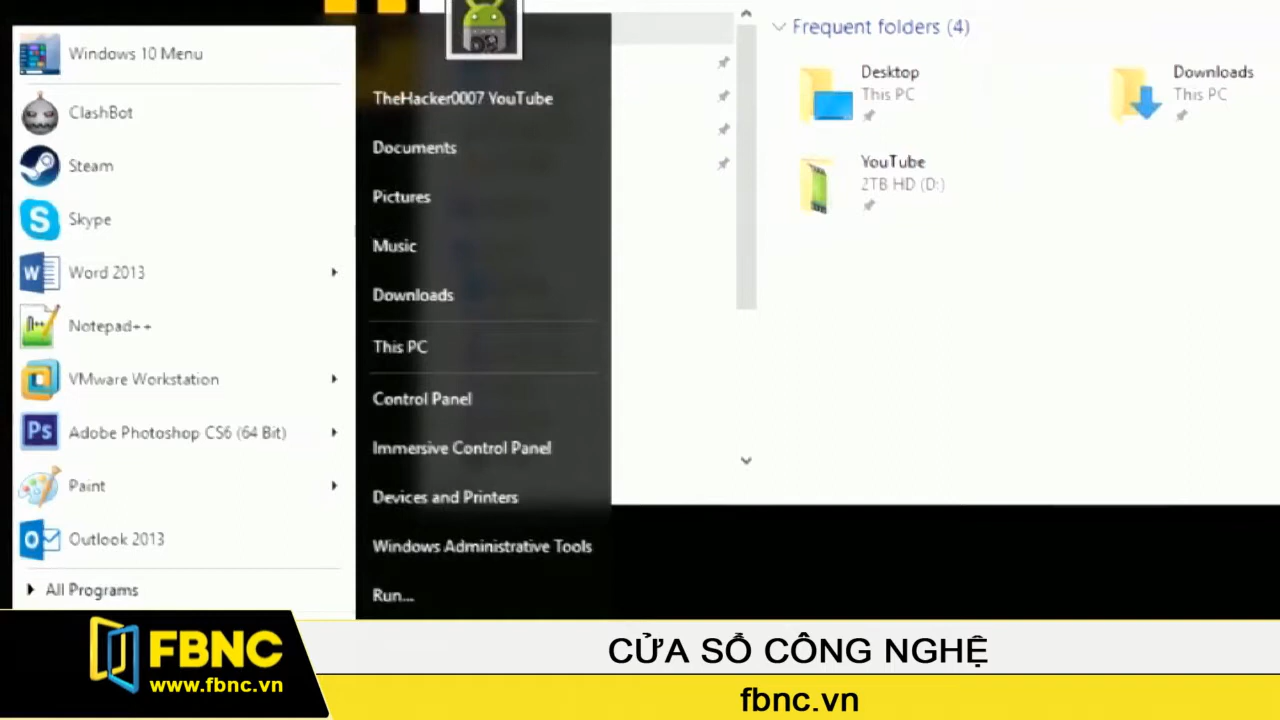 Windows 10 Menu
ClashBot
Steam
Skype
Word 2013
Notepad++
VMware Workstation
Adobe Photoshop CS6 (64 Bit)
Paint
Outlook 2013
All Programs
TheHacker0007 YouTube
Documents
Pictures
Music
Downloads
This PC
Control Panel
Immersive Control Panel
Devices and Printers
Windows Administrative Tools
Run...
Frequent folders (4)
Desktop
This PC
Downloads
This PC
YouTube
2TB HD (D:)
FBNC
www.fbnc.vn
CỬA SỔ CÔNG NGHỆ
fbnc.vn